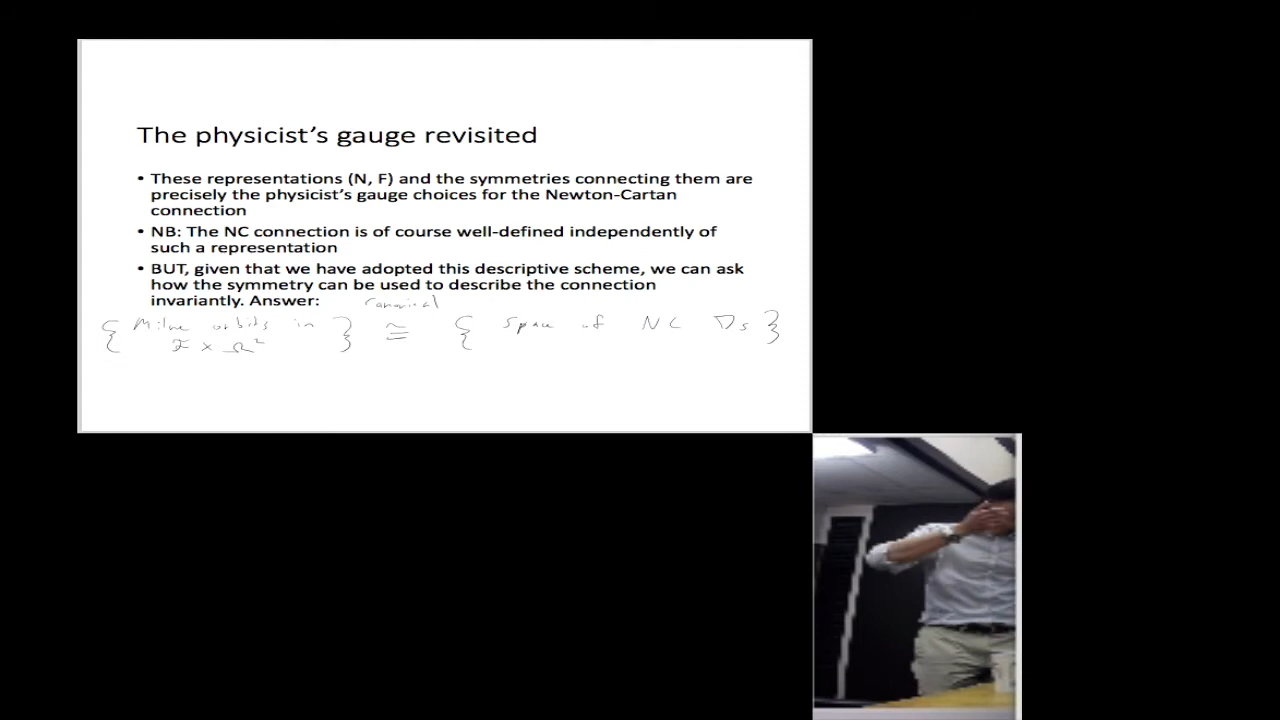 The physicist's gauge revisited
• These representations (N, F) and the symmetries connecting them are
precisely the physicist's gauge choices for the Newton-Cartan
connection
• NB: The NC connection is of course well-defined independently of
such a representation
• BUT, given that we have adopted this descriptive scheme, we can ask
how the symmetry can be used to describe the connection
invariantly. Answer:
canonical
{ Milne orbits in } ≅ { Space of NC ∇s }
× Ω²